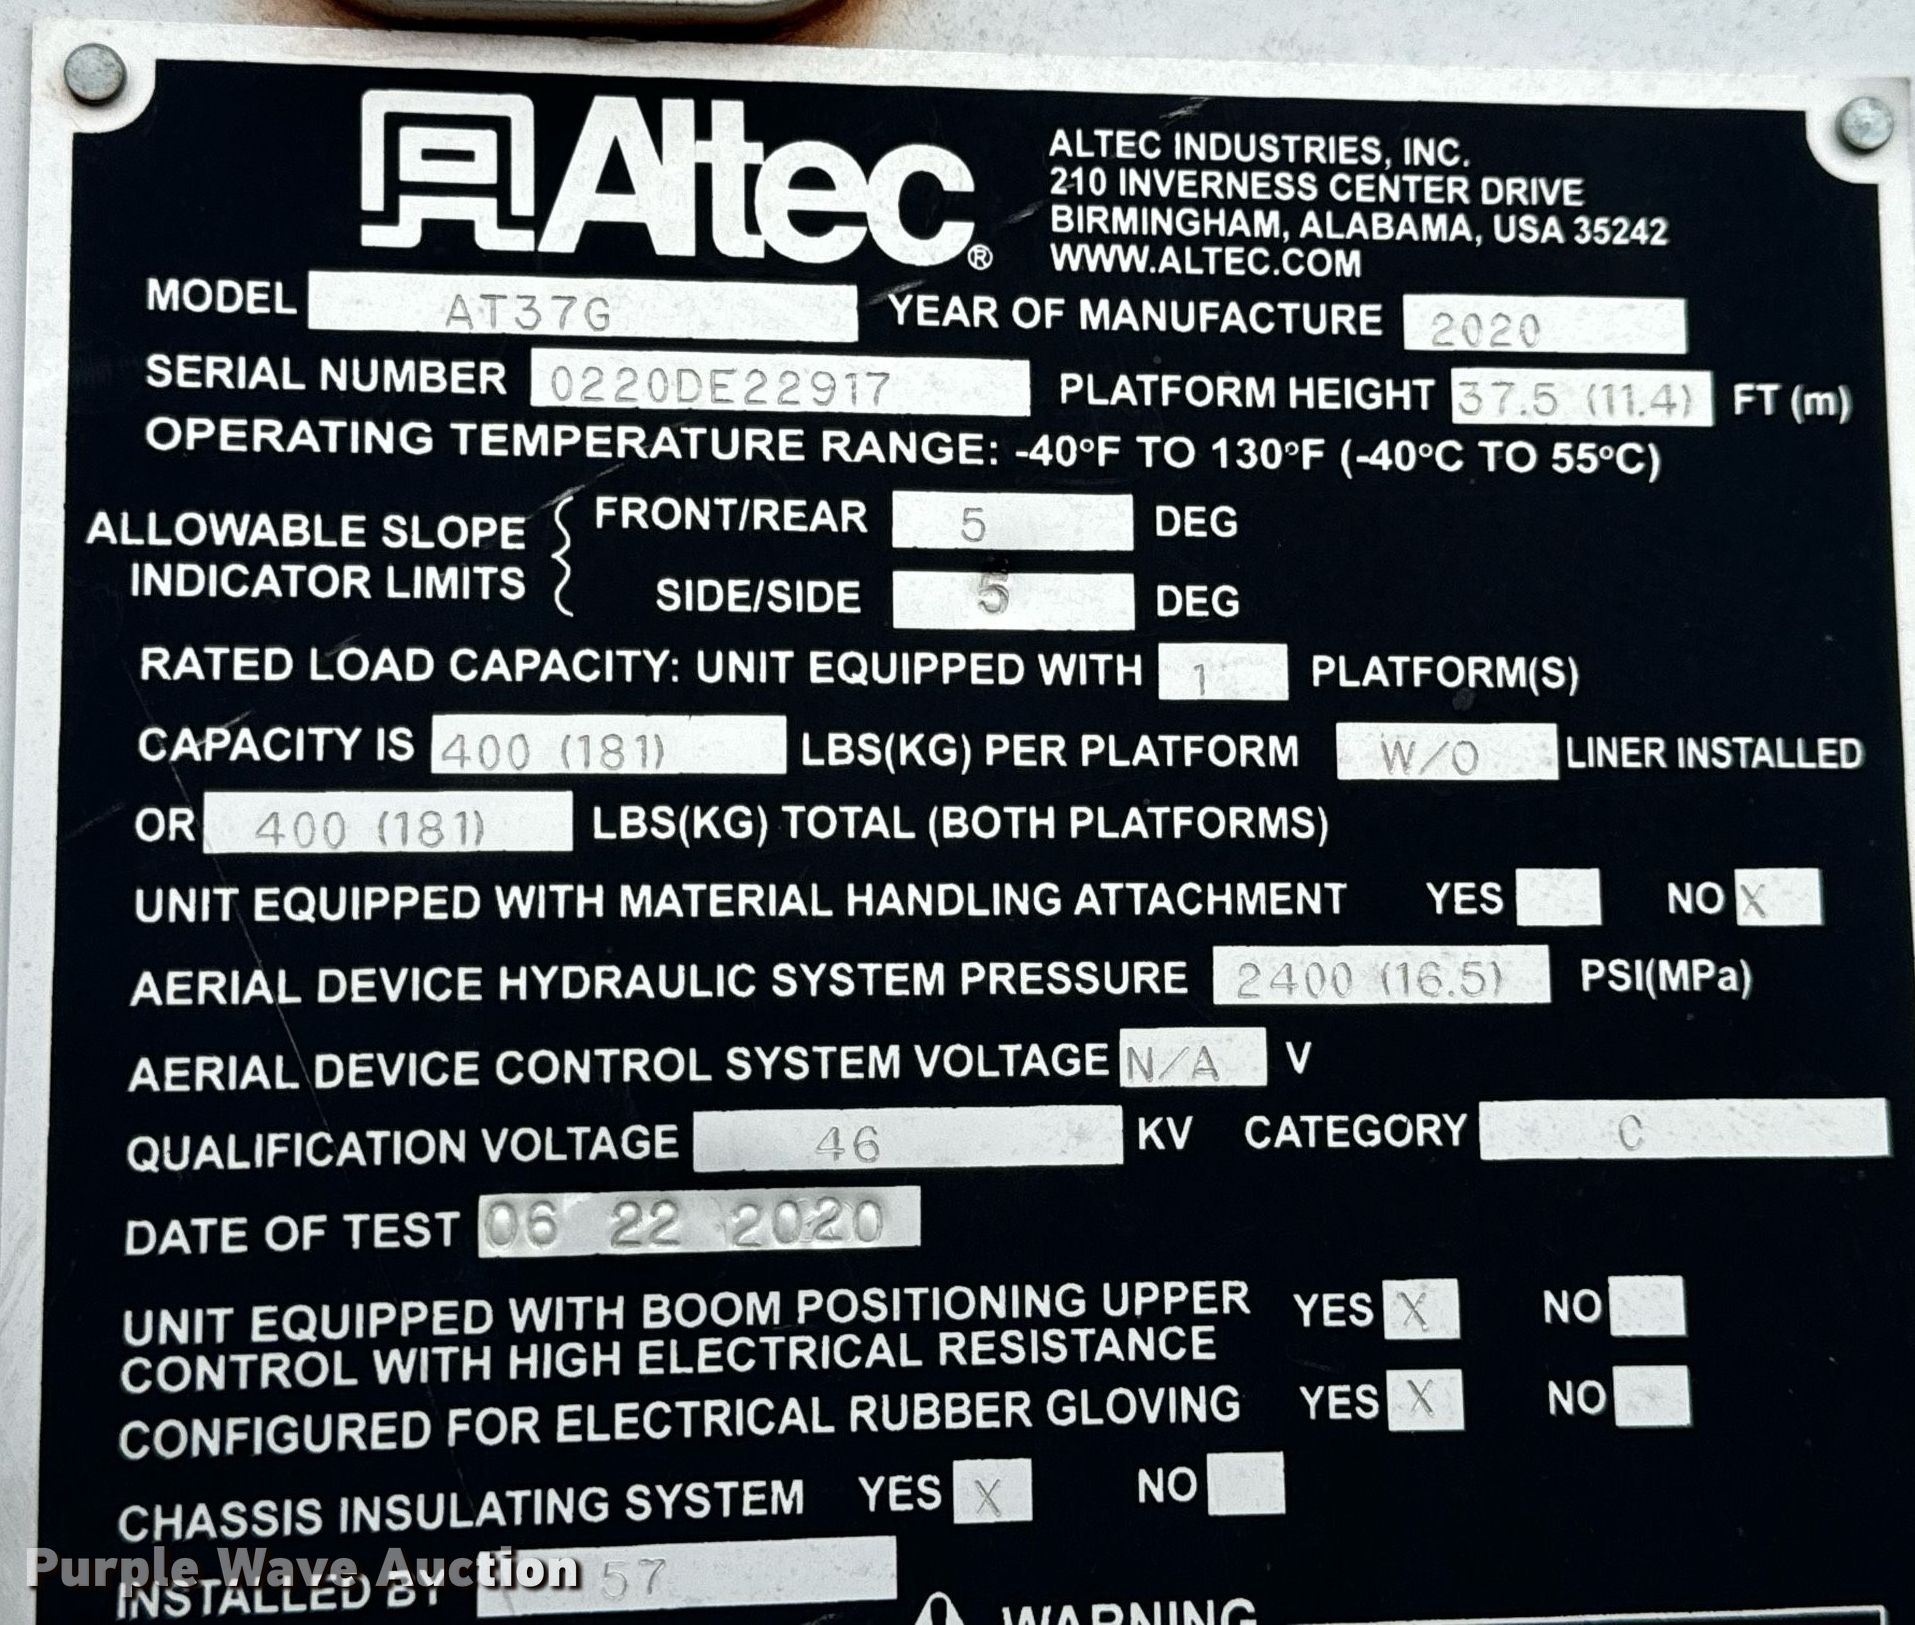 Altec®
ALTEC INDUSTRIES, INC.
210 INVERNESS CENTER DRIVE
BIRMINGHAM, ALABAMA, USA 35242
WWW.ALTEC.COM
MODEL AT37G YEAR OF MANUFACTURE 2020
SERIAL NUMBER 0220DE22917 PLATFORM HEIGHT 37.5 (11.4) FT (m)
OPERATING TEMPERATURE RANGE: -40°F TO 130°F (-40°C TO 55°C)
ALLOWABLE SLOPE INDICATOR LIMITS { FRONT/REAR 5 DEG
SIDE/SIDE 5 DEG
RATED LOAD CAPACITY: UNIT EQUIPPED WITH 1 PLATFORM(S)
CAPACITY IS 400 (181) LBS(KG) PER PLATFORM W/O LINER INSTALLED
OR 400 (181) LBS(KG) TOTAL (BOTH PLATFORMS)
UNIT EQUIPPED WITH MATERIAL HANDLING ATTACHMENT YES NO X
AERIAL DEVICE HYDRAULIC SYSTEM PRESSURE 2400 (16.5) PSI(MPa)
AERIAL DEVICE CONTROL SYSTEM VOLTAGE N/A V
QUALIFICATION VOLTAGE 46 KV CATEGORY C
DATE OF TEST 06 22 2020
UNIT EQUIPPED WITH BOOM POSITIONING UPPER YES X NO
CONTROL WITH HIGH ELECTRICAL RESISTANCE
CONFIGURED FOR ELECTRICAL RUBBER GLOVING YES X NO
CHASSIS INSULATING SYSTEM YES X NO
INSTALLED BY 57
WARNING
Purple Wave Auction